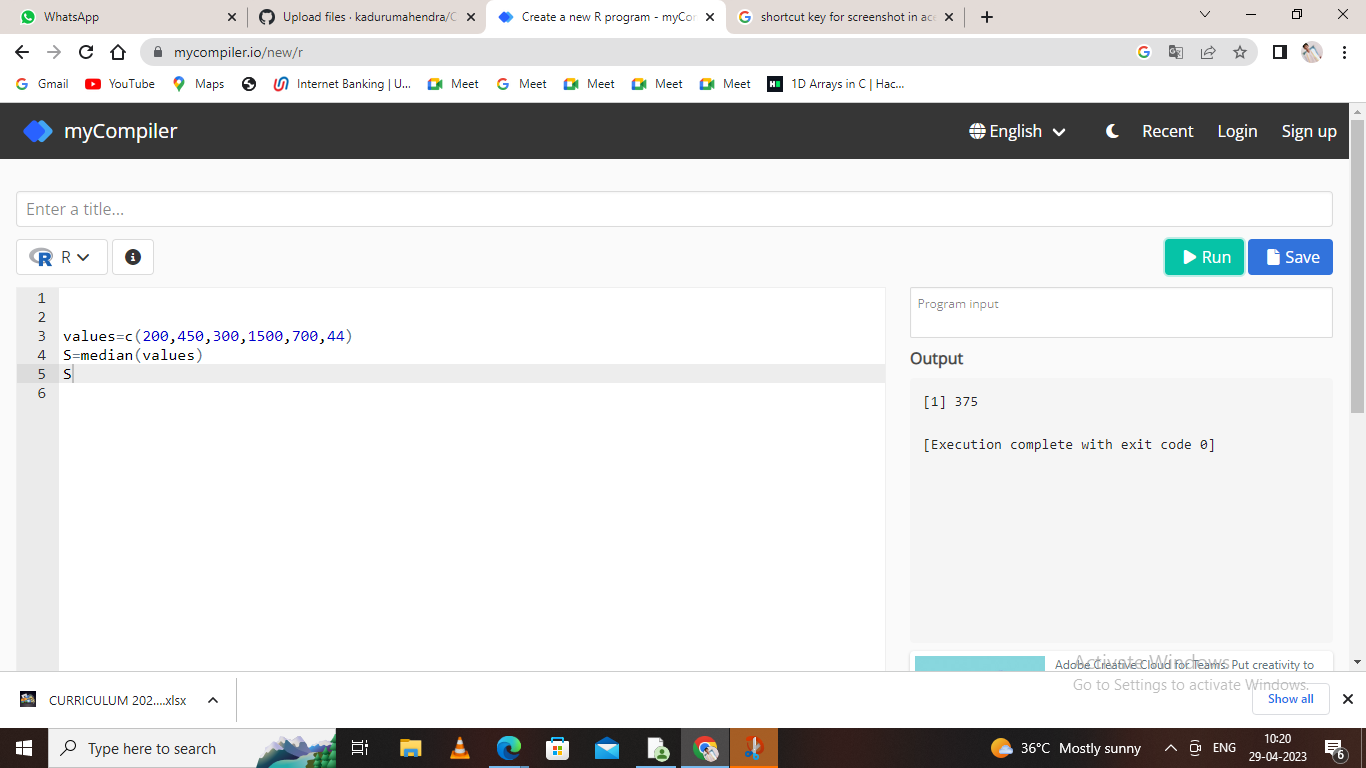 WhatsApp
Upload files · kadurumahendra/C
Create a new R program - myCor
shortcut key for screenshot in ace
mycompiler.io/new/r
Gmail YouTube Maps Internet Banking | U... Meet Meet Meet Meet Meet 1D Arrays in C | Hac...
myCompiler English Recent Login Sign up
Enter a title...
R Run Save
1
2
3 values=c(200,450,300,1500,700,44)
4 S=median(values)
5 S
6
Program input
Output
[1] 375
[Execution complete with exit code 0]
Adobe Creative Cloud for Teams. Put creativity to
Activate Windows
Go to Settings to activate Windows.
CURRICULUM 202....xlsx
Show all
Type here to search
36°C Mostly sunny
ENG
10:20
29-04-2023
6